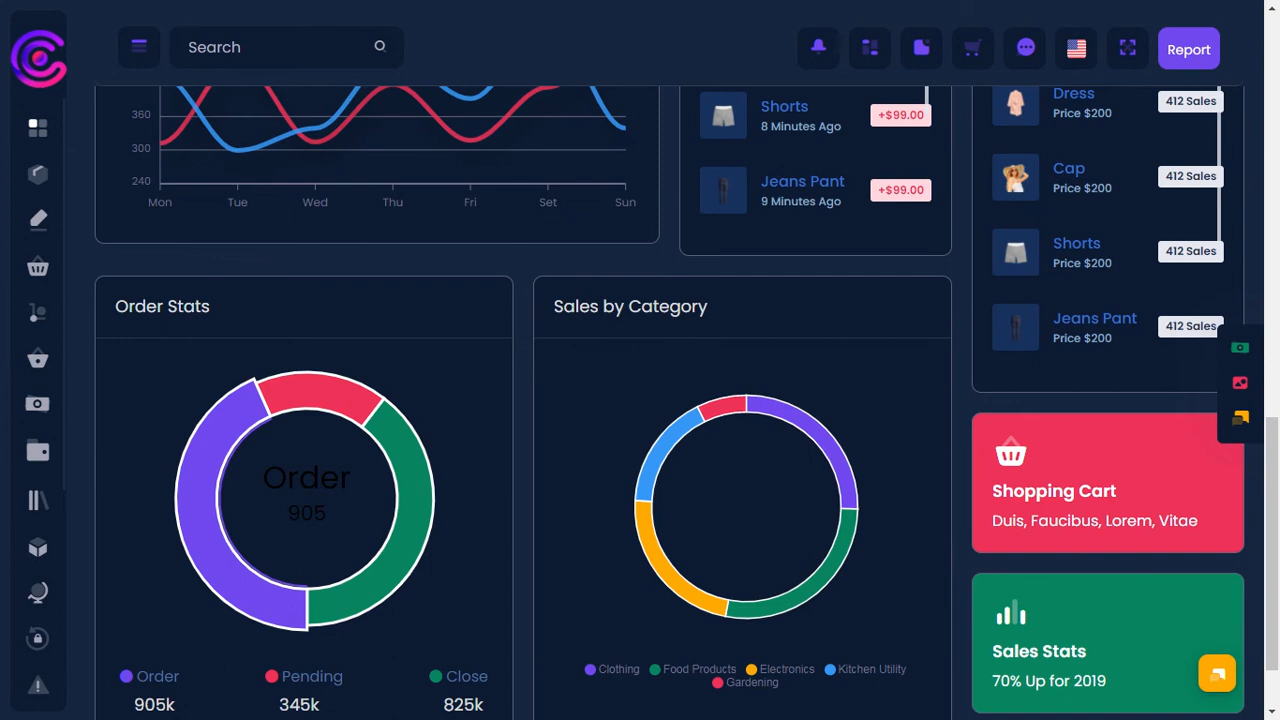 Search
Report
360
300
240
Mon Tue Wed Thu Fri Set Sun
Shorts
8 Minutes Ago
+$99.00
Jeans Pant
9 Minutes Ago
+$99.00
Dress
Price $200
412 Sales
Cap
Price $200
412 Sales
Shorts
Price $200
412 Sales
Jeans Pant
Price $200
412 Sales
Order Stats
Order
905
Order
905k
Pending
345k
Close
825k
Sales by Category
Clothing Food Products Electronics Kitchen Utility
Gardening
Shopping Cart
Duis, Faucibus, Lorem, Vitae
Sales Stats
70% Up for 2019